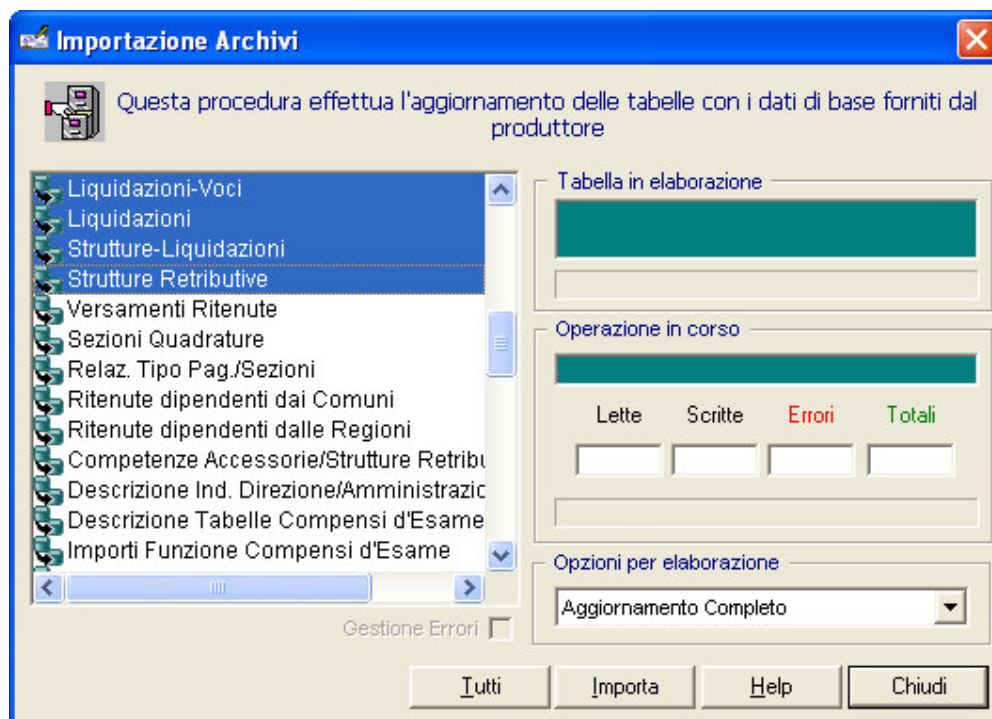 Importazione Archivi
Questa procedura effettua l'aggiornamento delle tabelle con i dati di base forniti dal
produttore
Liquidazioni-Voci
Liquidazioni
Strutture-Liquidazioni
Strutture Retributive
Versamenti Ritenute
Sezioni Quadrature
Relaz. Tipo Pag./Sezioni
Ritenute dipendenti dai Comuni
Ritenute dipendenti dalle Regioni
Competenze Accessorie/Strutture Retribu
Descrizione Ind. Direzione/Amministrazic
Descrizione Tabelle Compensi d'Esame
Importi Funzione Compensi d'Esame
Gestione Errori
Tabella in elaborazione
Operazione in corso
Lette Scritte Errori Totali
Opzioni per elaborazione
Aggiornamento Completo
Tutti Importa Help Chiudi